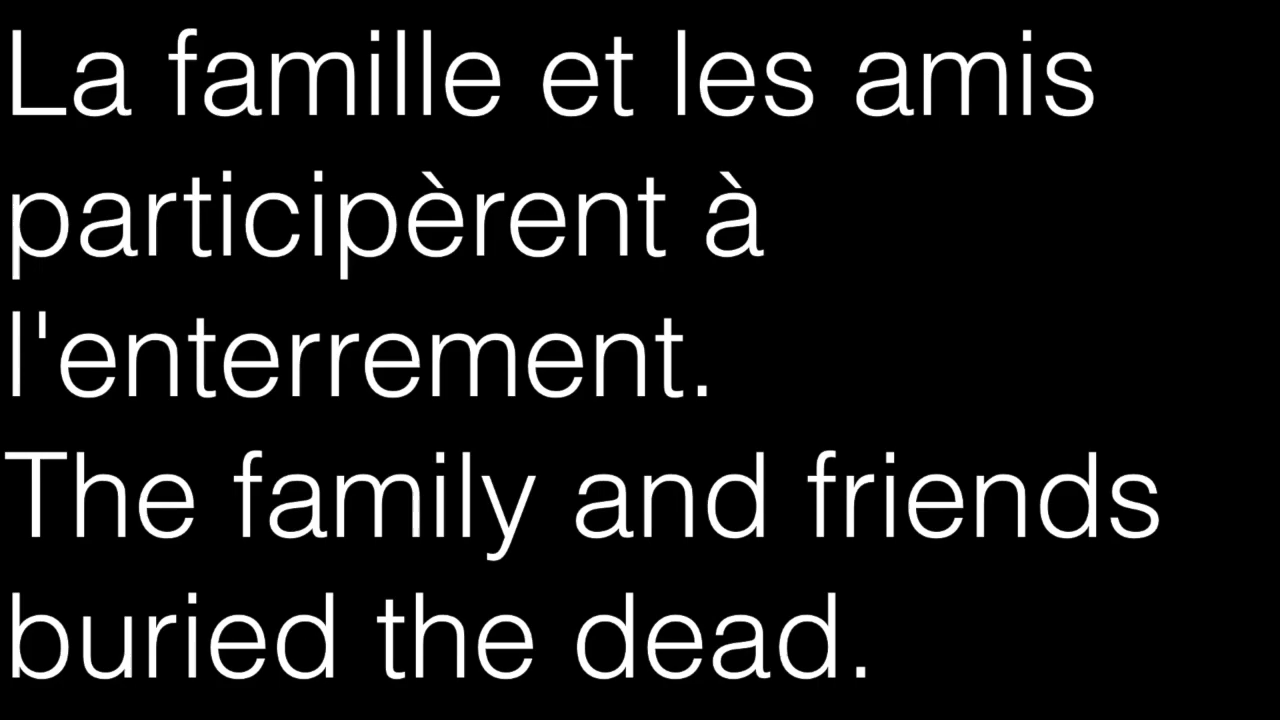 La famille et les amis
participèrent à
l'enterrement.
The family and friends
buried the dead.